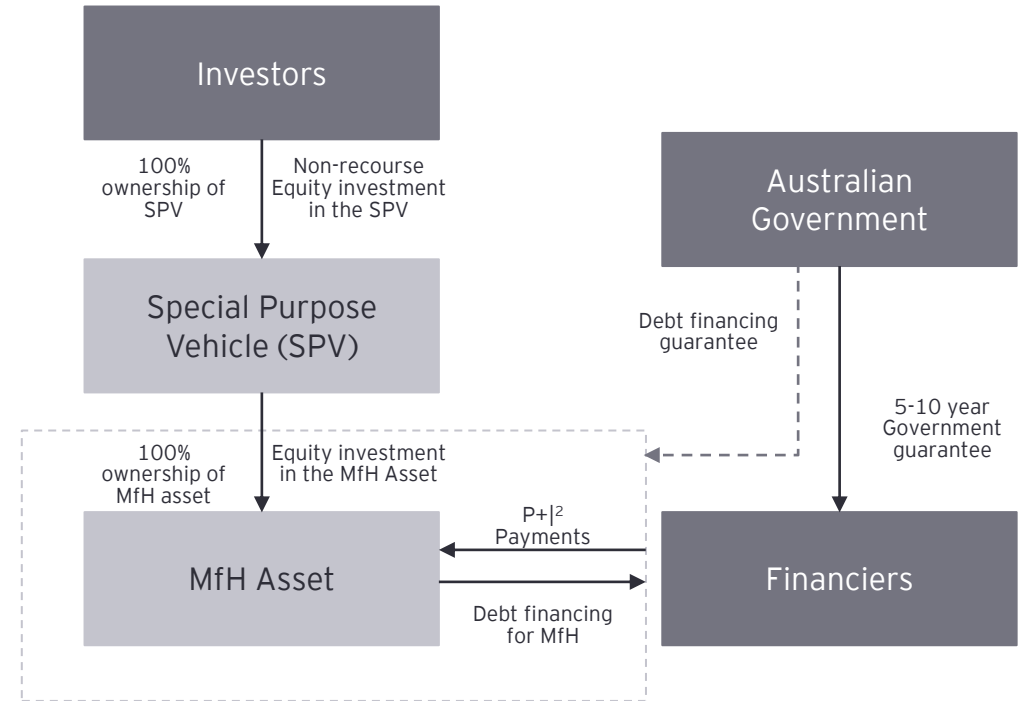 Investors
100%
ownership of
SPV
Non-recourse
Equity investment
in the SPV
Australian
Government
Special Purpose
Vehicle (SPV)
Debt financing
guarantee
5-10 year
Government
guarantee
100%
ownership of
MfH asset
Equity investment
in the MfH Asset
P+|²
Payments
MfH Asset
Financiers
Debt financing
for MfH